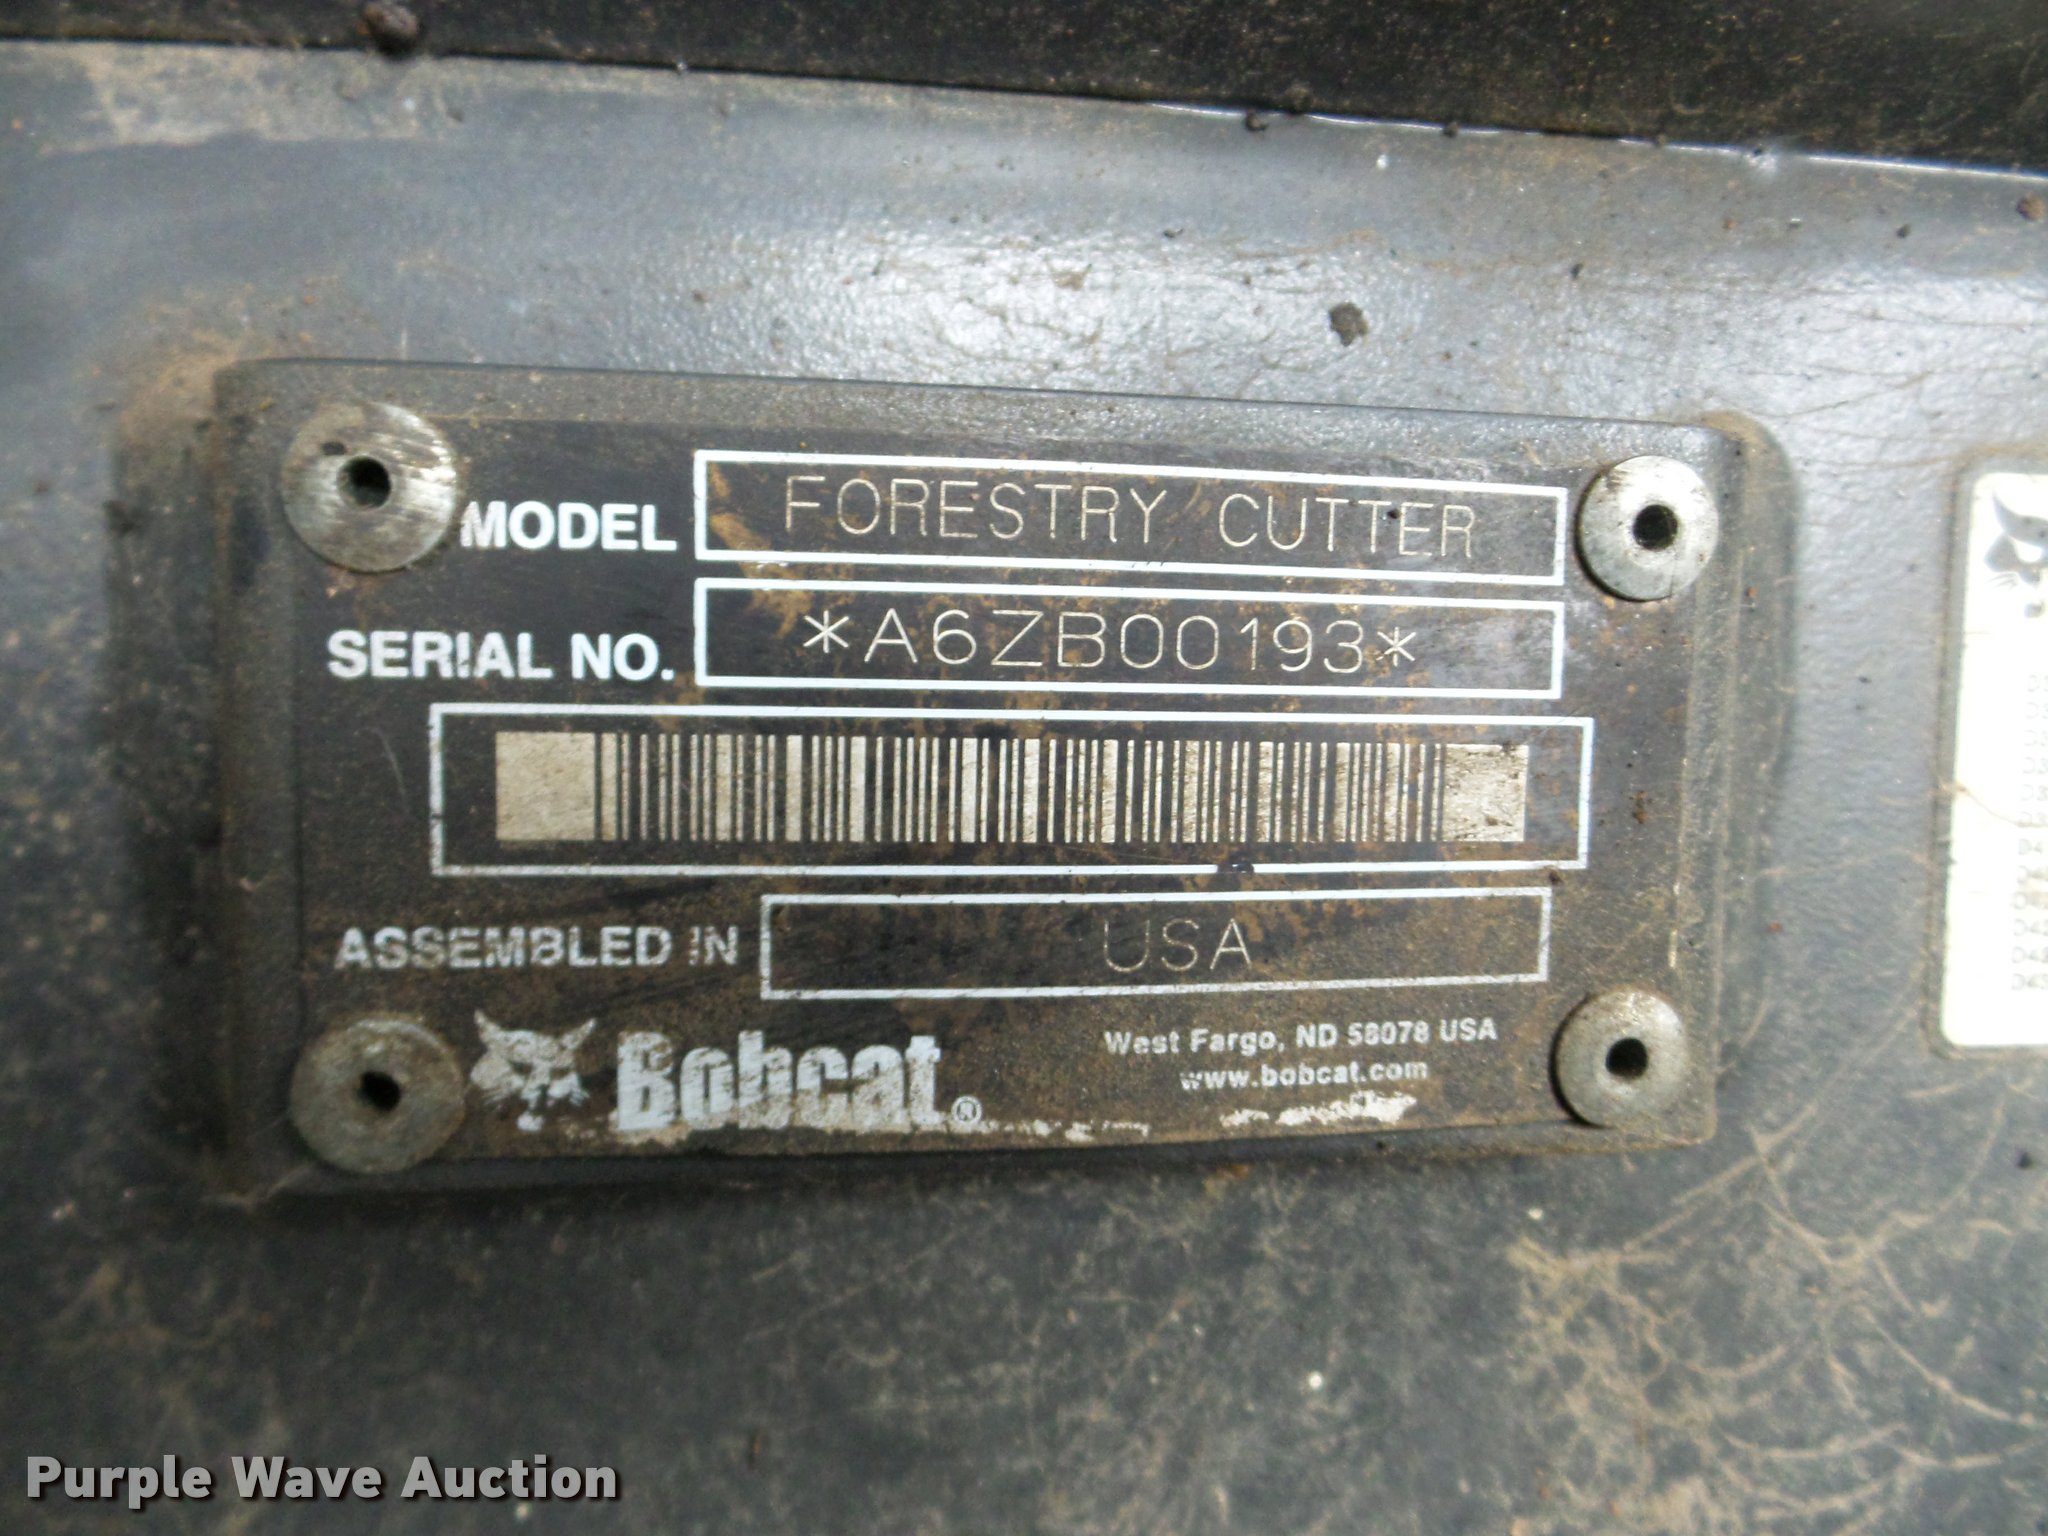 MODEL FORESTRY CUTTER
SERIAL NO. *A6ZB00193*
ASSEMBLED IN USA
Bobcat®
West Fargo, ND 58078 USA
www.bobcat.com
Purple Wave Auction